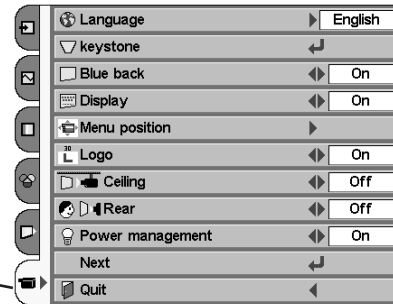 Language English
keystone
Blue back On
Display On
Menu position
Logo On
Ceiling Off
Rear Off
Power management On
Next
Quit